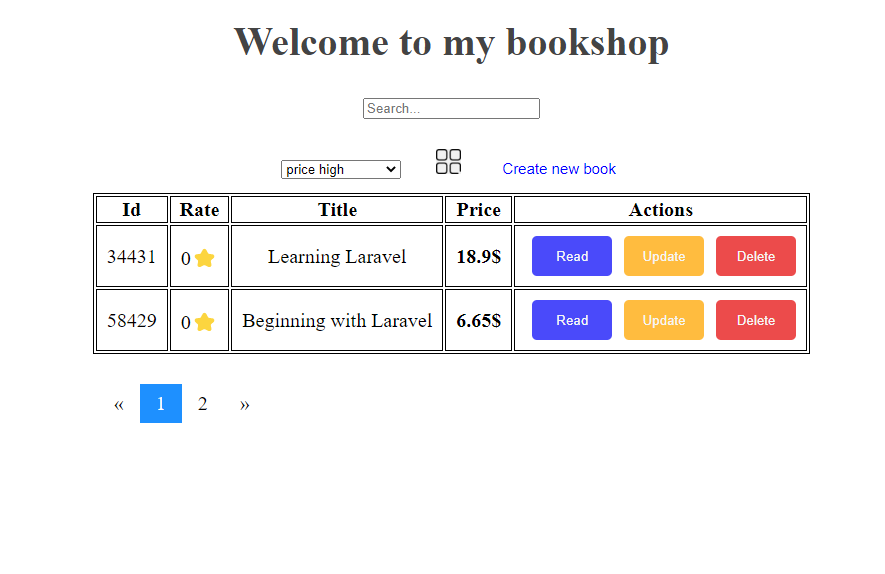 Welcome to my bookshop
Search...
price high Create new book
Id Rate Title Price Actions
34431 0 Learning Laravel 18.9$ Read Update Delete
58429 0 Beginning with Laravel 6.65$ Read Update Delete
« 1 2 »